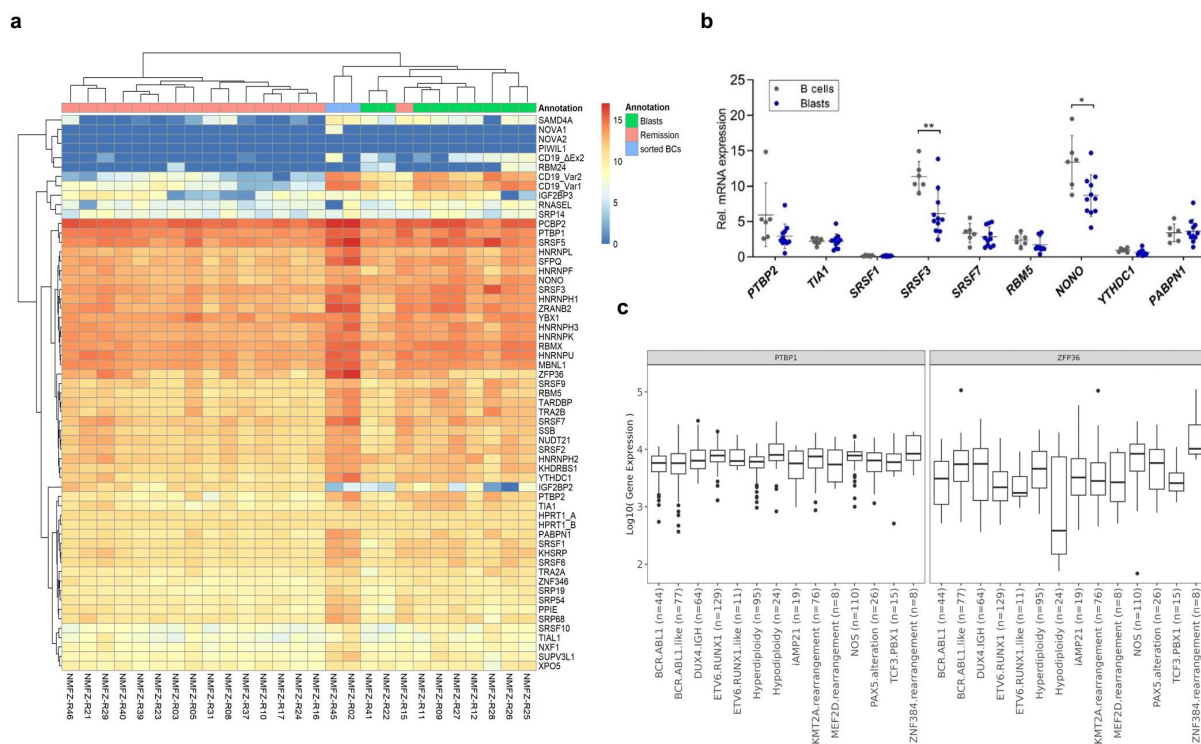 a
Annotation
SAMD4A
NOVA1
NOVA2
PIWIL1
CD19_ΔEx2
RBM24
CD19_Var2
CD19_Var1
IGF2BP3
RNASEL
SRP14
PCBP2
PTBP1
SRSF5
HNRNPL
SFPQ
HNRNPF
NONO
SRSF3
HNRNPH1
ZRANB2
YBX1
HNRNPH3
HNRNPK
RBMX
HNRNPU
MBNL1
ZFP36
SRSF9
RBM5
TARDBP
TRA2B
SRSF7
SSB
NUDT21
SRSF2
HNRNPH2
KHDRBS1
YTHDC1
IGF2BP2
PTBP2
TIA1
HPRT1_A
HPRT1_B
PABPN1
SRSF1
KHSRP
SRSF6
TRA2A
ZNF346
SRP19
SRP54
PPIE
SRP68
SRSF10
TIAL1
NXF1
SUPV3L1
XPO5
NMFZ-R46
NMFZ-R21
NMFZ-R29
NMFZ-R40
NMFZ-R39
NMFZ-R23
NMFZ-R03
NMFZ-R05
NMFZ-R31
NMFZ-R08
NMFZ-R37
NMFZ-R10
NMFZ-R17
NMFZ-R24
NMFZ-R16
NMFZ-R45
NMFZ-R02
NMFZ-R41
NMFZ-R22
NMFZ-R15
NMFZ-R11
NMFZ-R09
NMFZ-R27
NMFZ-R12
NMFZ-R28
NMFZ-R26
NMFZ-R25
15
10
5
0
Annotation
Blasts
Remission
sorted BCs
b
Rel. mRNA expression
25
20
15
10
5
0
B cells
Blasts
**
*
PTBP2
TIA1
SRSF1
SRSF3
SRSF7
RBM5
NONO
YTHDC1
PABPN1
c
PTBP1
ZFP36
Log10( Gene Expression )
5
4
3
2
BCR.ABL1 (n=44)
BCR.ABL1.like (n=77)
DUX4.IGH (n=64)
ETV6.RUNX1 (n=129)
ETV6.RUNX1.like (n=11)
Hyperdiploidy (n=95)
Hypodiploidy (n=24)
iAMP21 (n=19)
KMT2A.rearrangement (n=76)
MEF2D.rearrangement (n=8)
NOS (n=110)
PAX5.alteration (n=26)
TCF3.PBX1 (n=15)
ZNF384.rearrangement (n=8)
BCR.ABL1 (n=44)
BCR.ABL1.like (n=77)
DUX4.IGH (n=64)
ETV6.RUNX1 (n=129)
ETV6.RUNX1.like (n=11)
Hyperdiploidy (n=95)
Hypodiploidy (n=24)
iAMP21 (n=19)
KMT2A.rearrangement (n=76)
MEF2D.rearrangement (n=8)
NOS (n=110)
PAX5.alteration (n=26)
TCF3.PBX1 (n=15)
ZNF384.rearrangement (n=8)